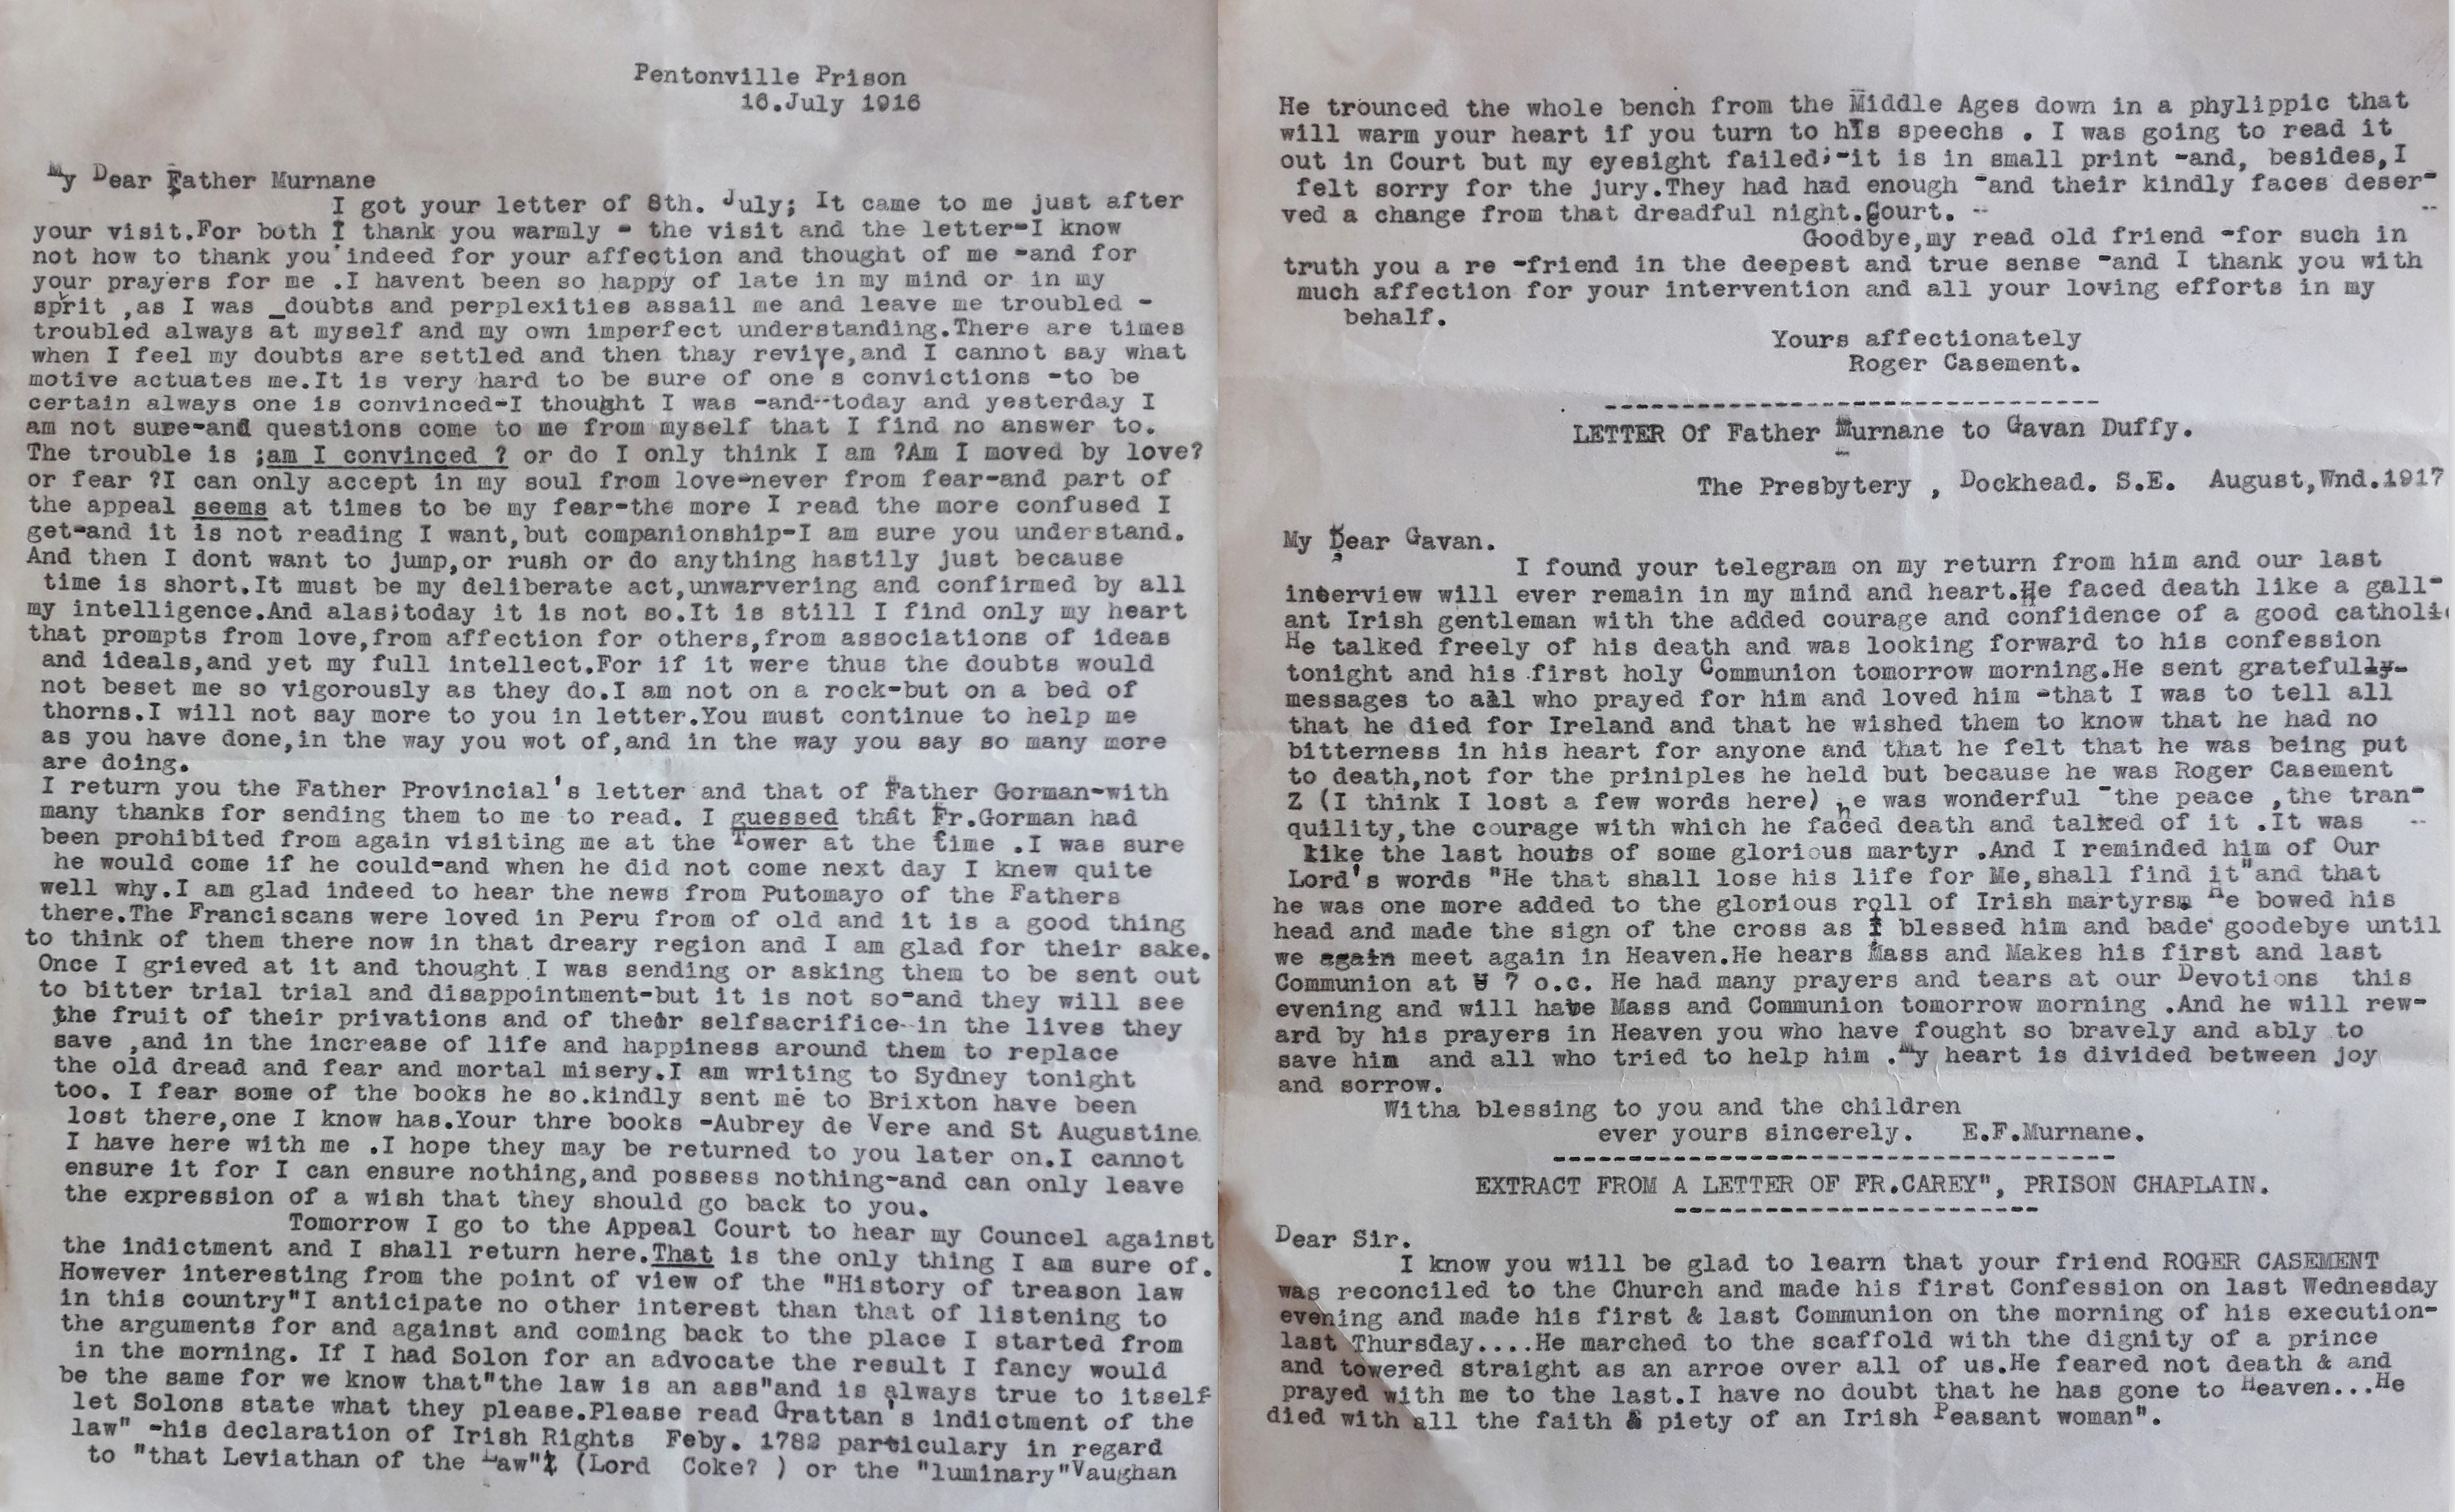 Pentonville Prison
16.July 1916
My Dear Father Murnane
I got your letter of 8th. July; It came to me just after
your visit.For both I thank you warmly - the visit and the letter-I know
not how to thank you indeed for your affection and thought of me -and for
your prayers for me .I havent been so happy of late in my mind or in my
sprit ,as I was _doubts and perplexities assail me and leave me troubled -
troubled always at myself and my own imperfect understanding.There are times
when I feel my doubts are settled and then thay revive,and I cannot say what
motive actuates me.It is very hard to be sure of one's convictions -to be
certain always one is convinced-I thought I was -and--today and yesterday I
am not sure-and questions come to me from myself that I find no answer to.
The trouble is ;am I convinced ? or do I only think I am ?Am I moved by love?
or fear ?I can only accept in my soul from love-never from fear-and part of
the appeal seems at times to be my fear-the more I read the more confused I
get-and it is not reading I want,but companionship-I am sure you understand.
And then I dont want to jump,or rush or do anything hastily just because
time is short.It must be my deliberate act,unwarvering and confirmed by all
my intelligence.And alas;today it is not so.It is still I find only my heart
that prompts from love,from affection for others,from associations of ideas
and ideals,and yet my full intellect.For if it were thus the doubts would
not beset me so vigorously as they do.I am not on a rock-but on a bed of
thorns.I will not say more to you in letter.You must continue to help me
as you have done,in the way you wot of,and in the way you say so many more
are doing.
I return you the Father Provincial's letter and that of Father Gorman-with
many thanks for sending them to me to read. I guessed that Fr.Gorman had
been prohibited from again visiting me at the Tower at the time .I was sure
he would come if he could-and when he did not come next day I knew quite
well why.I am glad indeed to hear the news from Putomayo of the Fathers
there.The Franciscans were loved in Peru from of old and it is a good thing
to think of them there now in that dreary region and I am glad for their sake.
Once I grieved at it and thought I was sending or asking them to be sent out
to bitter trial trial and disappointment-but it is not so-and they will see
the fruit of their privations and of their selfsacrifice--in the lives they
save ,and in the increase of life and happiness around them to replace
the old dread and fear and mortal misery.I am writing to Sydney tonight
too. I fear some of the books he so.kindly sent me to Brixton have been
lost there,one I know has.Your thre books -Aubrey de Vere and St Augustine
I have here with me .I hope they may be returned to you later on.I cannot
ensure it for I can ensure nothing,and possess nothing-and can only leave
the expression of a wish that they should go back to you.
Tomorrow I go to the Appeal Court to hear my Councel against
the indictment and I shall return here.That is the only thing I am sure of.
However interesting from the point of view of the "History of treason law
in this country"I anticipate no other interest than that of listening to
the arguments for and against and coming back to the place I started from
in the morning. If I had Solon for an advocate the result I fancy would
be the same for we know that"the law is an ass"and is always true to itself
let Solons state what they please.Please read Grattan's indictment of the
law" -his declaration of Irish Rights Feby. 1782 particulary in regard
to "that Leviathan of the Law" (Lord Coke? ) or the "luminary"Vaughan
He trounced the whole bench from the Middle Ages down in a phylippic that
will warm your heart if you turn to his speechs . I was going to read it
out in Court but my eyesight failed;-it is in small print -and, besides,I
felt sorry for the jury.They had had enough -and their kindly faces deser-
ved a change from that dreadful night.Court. --
Goodbye,my read old friend -for such in
truth you a re -friend in the deepest and true sense -and I thank you with
much affection for your intervention and all your loving efforts in my
behalf.
Yours affectionately
Roger Casement.
LETTER Of Father Murnane to Gavan Duffy.
The Presbytery , Dockhead. S.E. August,Wnd.1917
My Dear Gavan.
I found your telegram on my return from him and our last
interview will ever remain in my mind and heart.He faced death like a gall-
ant Irish gentleman with the added courage and confidence of a good catholic
He talked freely of his death and was looking forward to his confession
tonight and his first holy Communion tomorrow morning.He sent gratefully
messages to all who prayed for him and loved him -that I was to tell all
that he died for Ireland and that he wished them to know that he had no
bitterness in his heart for anyone and that he felt that he was being put
to death,not for the priniples he held but because he was Roger Casement
Z (I think I lost a few words here) he was wonderful -the peace ,the tran-
quility,the courage with which he faced death and talked of it .It was --
like the last hours of some glorious martyr .And I reminded him of Our
Lord's words "He that shall lose his life for Me,shall find it"and that
he was one more added to the glorious roll of Irish martyrs. He bowed his
head and made the sign of the cross as I blessed him and bade goodebye until
we again meet again in Heaven.He hears Mass and Makes his first and last
Communion at 7 o.c. He had many prayers and tears at our Devotions this
evening and will have Mass and Communion tomorrow morning .And he will rew-
ard by his prayers in Heaven you who have fought so bravely and ably to
save him and all who tried to help him .My heart is divided between joy
and sorrow.
Witha blessing to you and the children
ever yours sincerely. E.F.Murnane.
EXTRACT FROM A LETTER OF FR.CAREY", PRISON CHAPLAIN.
Dear Sir.
I know you will be glad to learn that your friend ROGER CASEMENT
was reconciled to the Church and made his first Confession on last Wednesday
evening and made his first & last Communion on the morning of his execution-
last Thursday....He marched to the scaffold with the dignity of a prince
and towered straight as an arroe over all of us.He feared not death & and
prayed with me to the last.I have no doubt that he has gone to Heaven...He
died with all the faith & piety of an Irish Peasant woman".